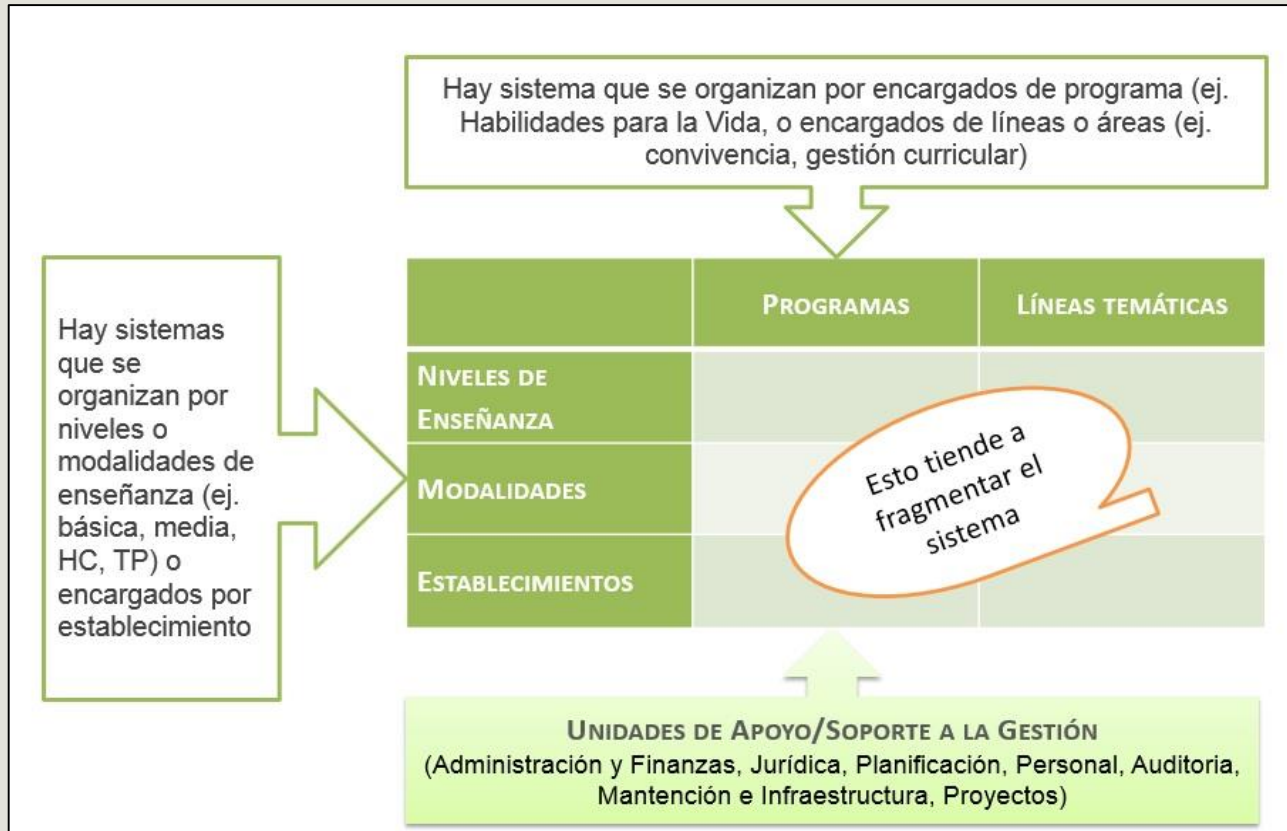 Hay sistema que se organizan por encargados de programa (ej.
Habilidades para la Vida, o encargados de líneas o áreas (ej.
convivencia, gestión curricular)
Hay sistemas
que se
organizan por
niveles o
modalidades de
enseñanza (ej.
básica, media,
HC, TP) o
encargados por
establecimiento
PROGRAMAS
LÍNEAS TEMÁTICAS
NIVELES DE
ENSEÑANZA
MODALIDADES
ESTABLECIMIENTOS
Esto tiende a
fragmentar el
sistema
UNIDADES DE APOYO/SOPORTE A LA GESTIÓN
(Administración y Finanzas, Jurídica, Planificación, Personal, Auditoria,
Mantención e Infraestructura, Proyectos)